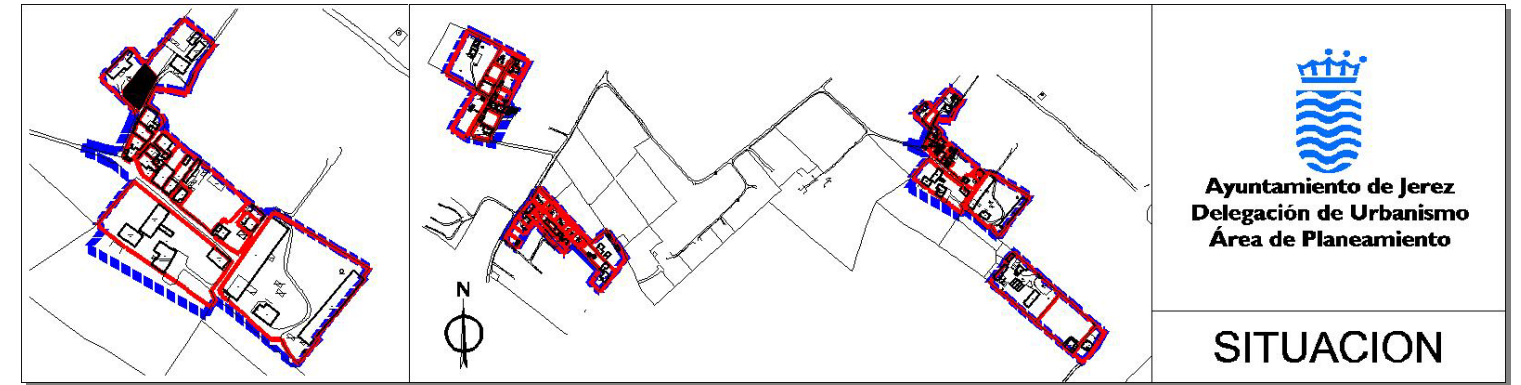 N
Ayuntamiento de Jerez
Delegación de Urbanismo
Área de Planeamiento
SITUACION